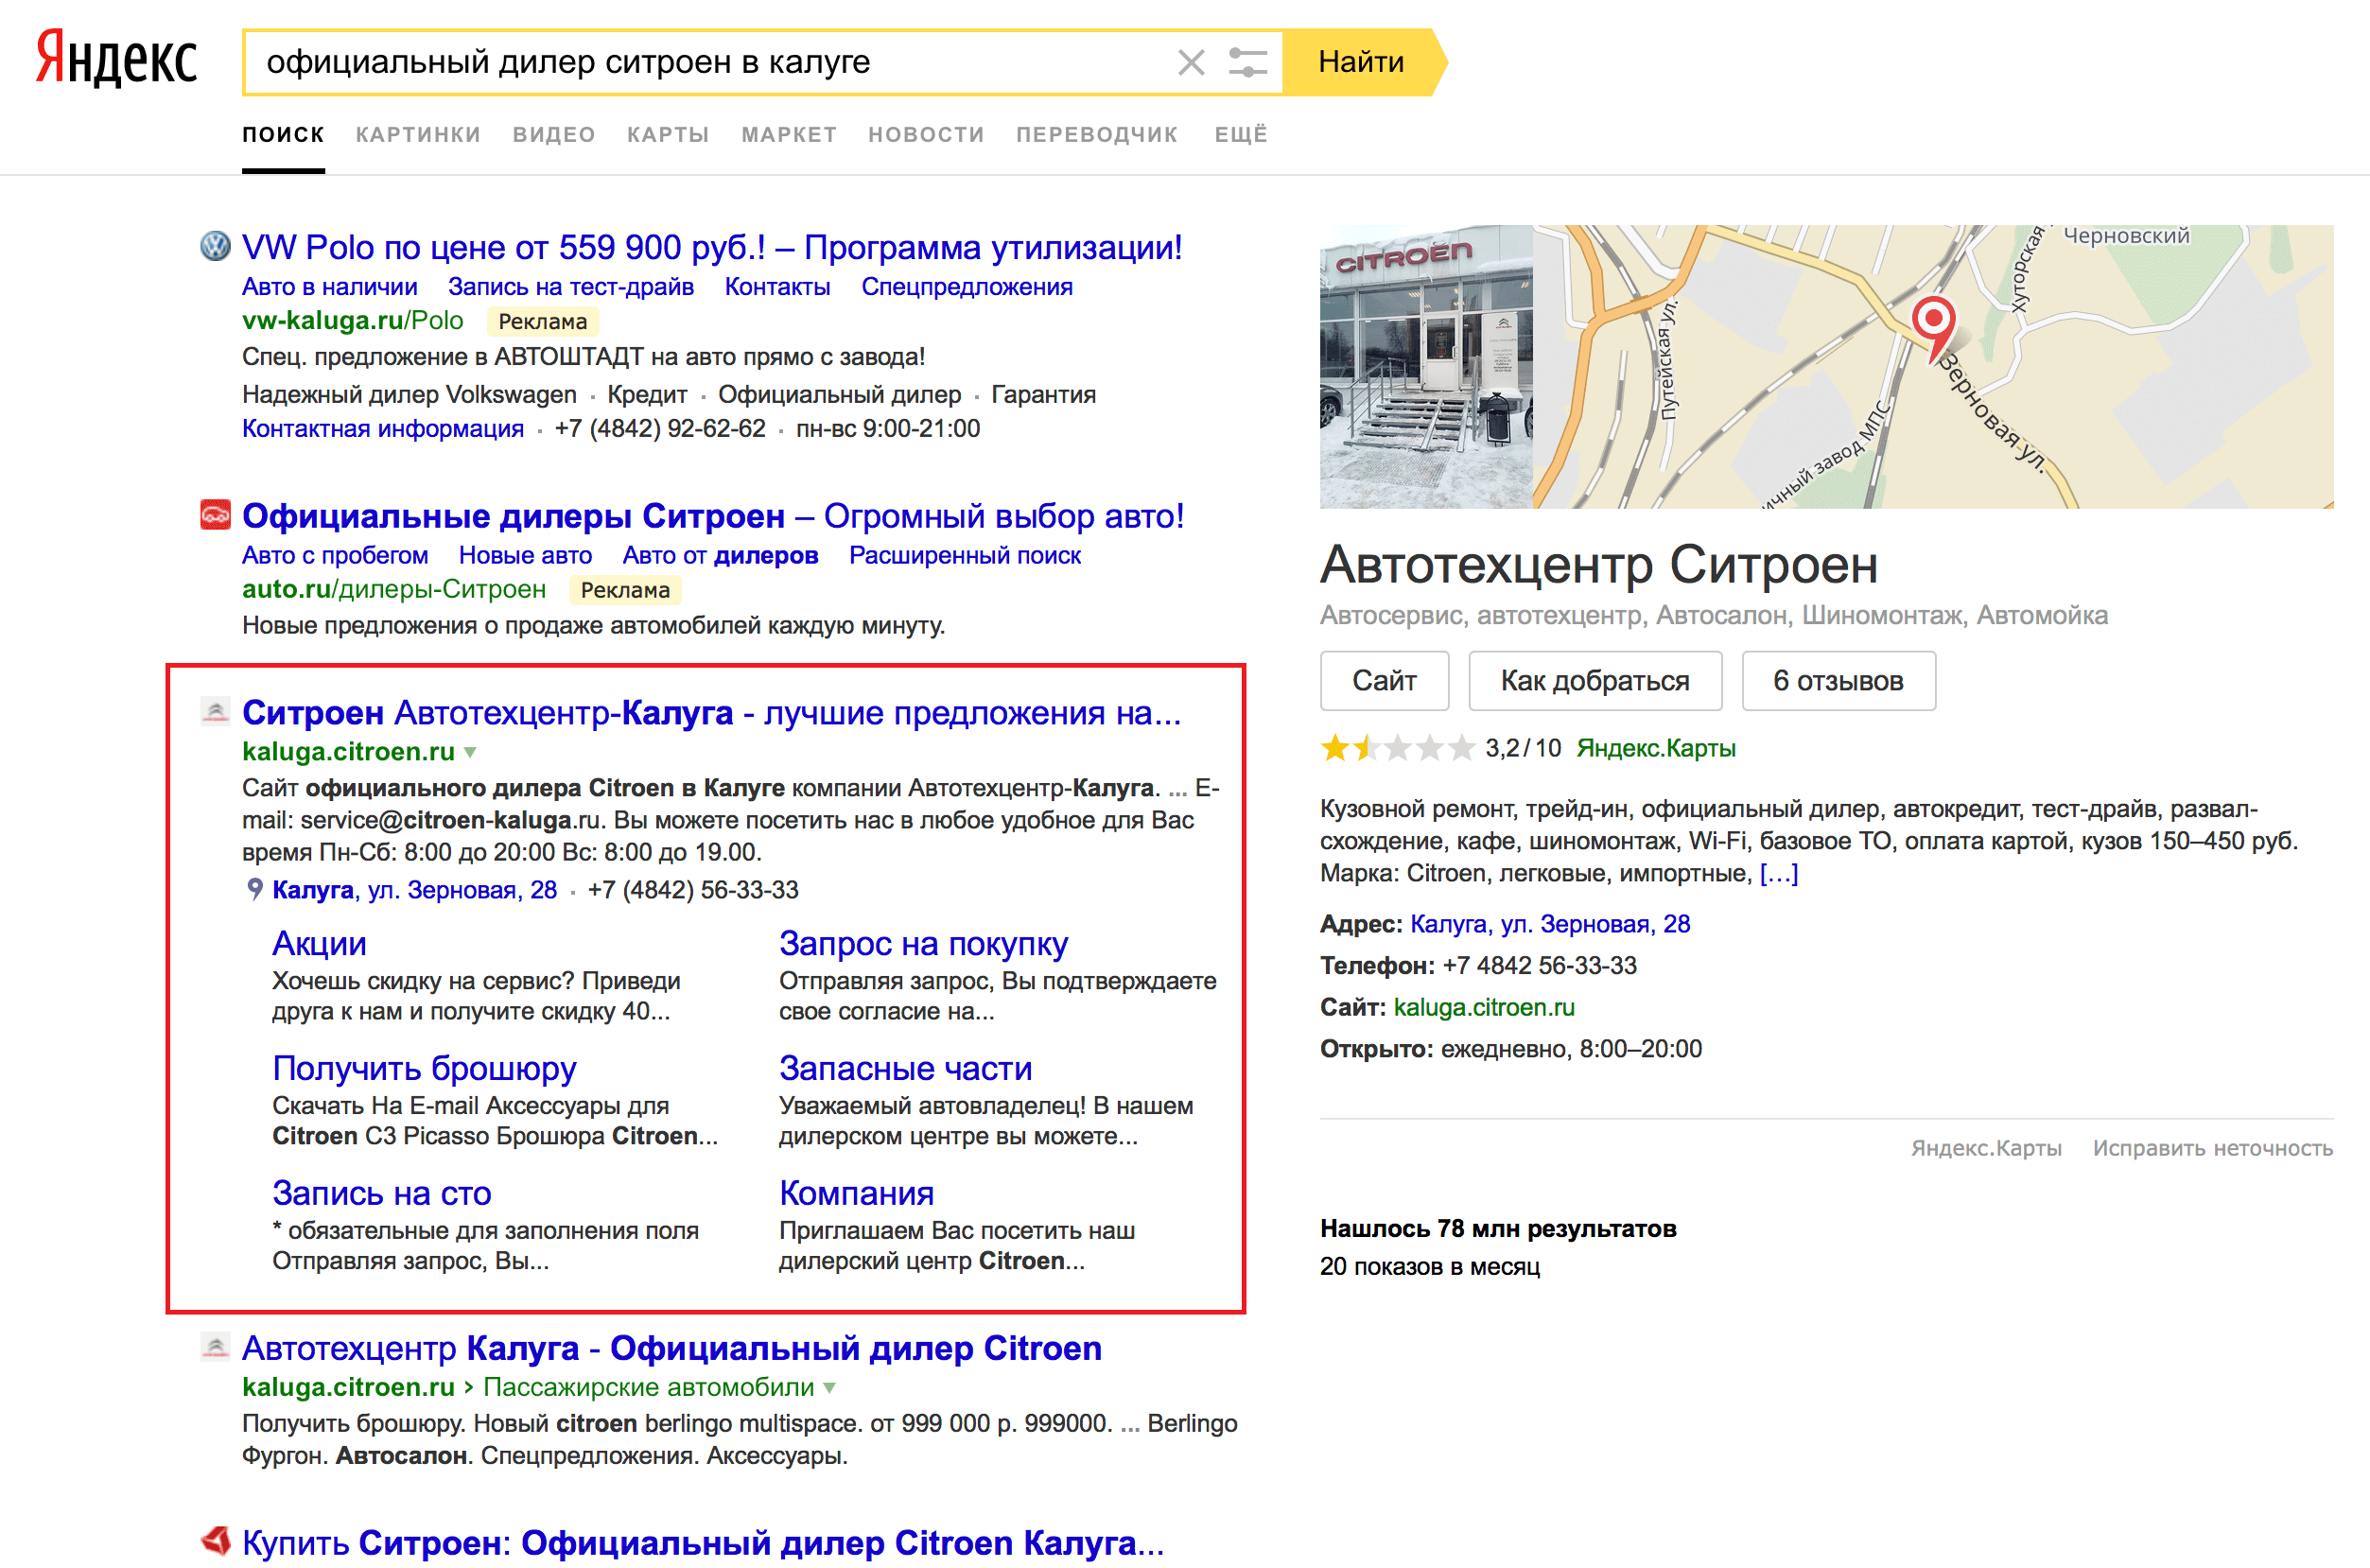 Яндекс
официальный дилер ситроен в калуге
Найти
ПОИСК КАРТИНКИ ВИДЕО КАРТЫ МАРКЕТ НОВОСТИ ПЕРЕВОДЧИК ЕЩЁ
VW Polo по цене от 559 900 руб.! – Программа утилизации!
Авто в наличии Запись на тест-драйв Контакты Спецпредложения
vw-kaluga.ru/Polo Реклама
Спец. предложение в АВТОШТАДТ на авто прямо с завода!
Надежный дилер Volkswagen · Кредит · Официальный дилер · Гарантия
Контактная информация · +7 (4842) 92-62-62 · пн-вс 9:00-21:00
Официальные дилеры Ситроен – Огромный выбор авто!
Авто с пробегом Новые авто Авто от дилеров Расширенный поиск
auto.ru/дилеры-Ситроен Реклама
Новые предложения о продаже автомобилей каждую минуту.
Ситроен Автотехцентр-Калуга - лучшие предложения на...
kaluga.citroen.ru
Сайт официального дилера Citroen в Калуге компании Автотехцентр-Калуга. ... E-
mail: service@citroen-kaluga.ru. Вы можете посетить нас в любое удобное для Вас
время Пн-Сб: 8:00 до 20:00 Вс: 8:00 до 19.00.
Калуга, ул. Зерновая, 28 · +7 (4842) 56-33-33
Акции
Хочешь скидку на сервис? Приведи
друга к нам и получите скидку 40...
Запрос на покупку
Отправляя запрос, Вы подтверждаете
свое согласие на...
Получить брошюру
Скачать На E-mail Аксессуары для
Citroen C3 Picasso Брошюра Citroen...
Запасные части
Уважаемый автовладелец! В нашем
дилерском центре вы можете...
Запись на сто
* обязательные для заполнения поля
Отправляя запрос, Вы...
Компания
Приглашаем Вас посетить наш
дилерский центр Citroen...
Автотехцентр Калуга - Официальный дилер Citroen
kaluga.citroen.ru › Пассажирские автомобили
Получить брошюру. Новый citroen berlingo multispace. от 999 000 р. 999000. ... Berlingo
Фургон. Автосалон. Спецпредложения. Аксессуары.
Купить Ситроен: Официальный дилер Citroen Калуга...
CITROËN
Черновский
Хуторская
Путейская ул.
Зерновая ул.
ичный завод МПС
Автотехцентр Ситроен
Автосервис, автотехцентр, Автосалон, Шиномонтаж, Автомойка
Сайт Как добраться 6 отзывов
3,2/10 Яндекс.Карты
Кузовной ремонт, трейд-ин, официальный дилер, автокредит, тест-драйв, развал-
схождение, кафе, шиномонтаж, Wi-Fi, базовое ТО, оплата картой, кузов 150–450 руб.
Марка: Citroen, легковые, импортные, [...]
Адрес: Калуга, ул. Зерновая, 28
Телефон: +7 4842 56-33-33
Сайт: kaluga.citroen.ru
Открыто: ежедневно, 8:00–20:00
Яндекс.Карты Исправить неточность
Нашлось 78 млн результатов
20 показов в месяц